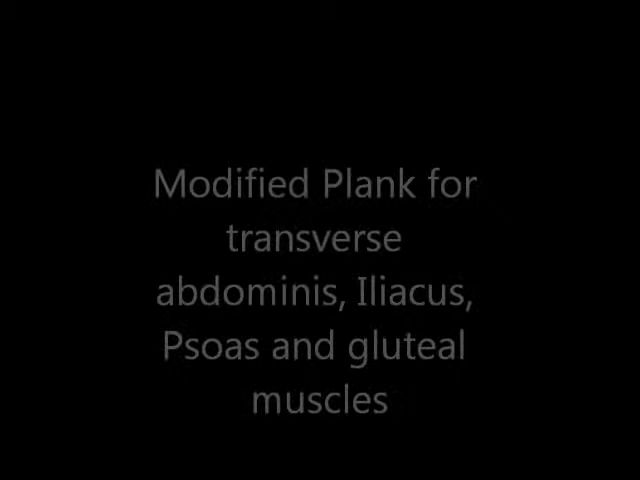 Modified Plank for
transverse
abdominis, Iliacus,
Psoas and gluteal
muscles